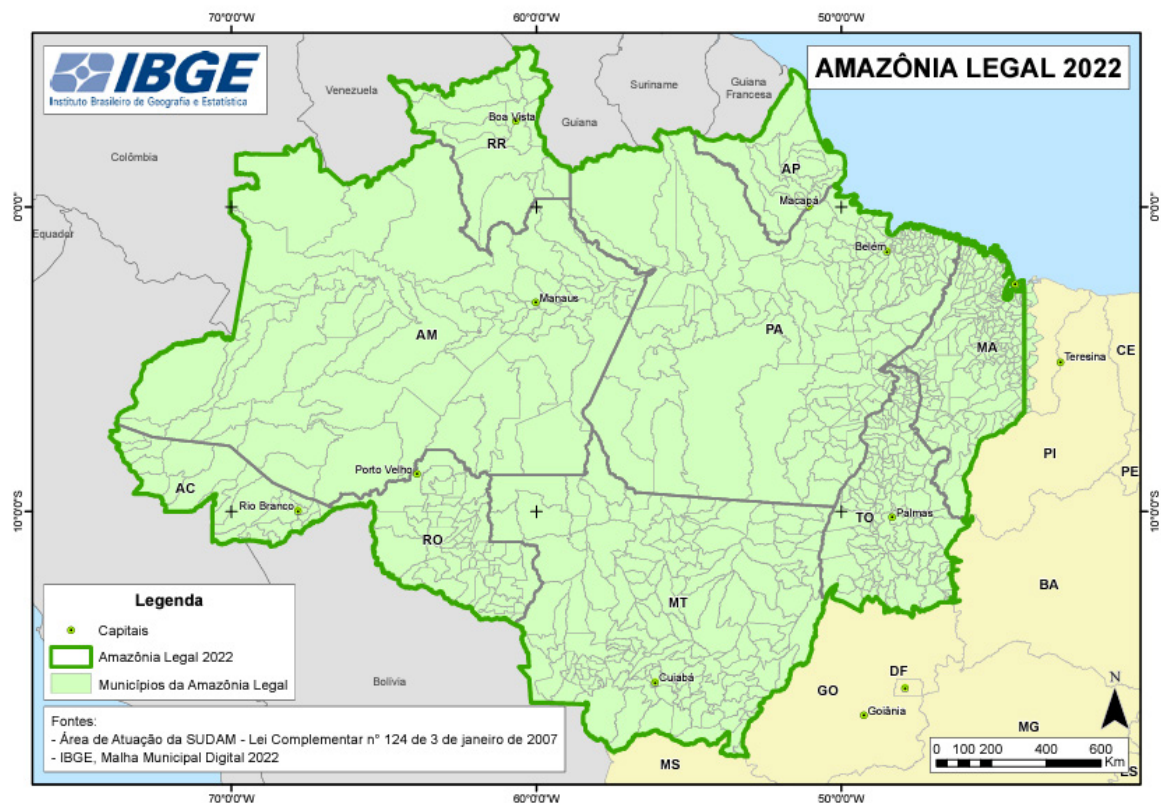 70°0'0"W 60°0'0"W 50°0'0"W
IBGE
Instituto Brasileiro de Geografia e Estatística
AMAZÔNIA LEGAL 2022
Venezuela
Suriname
Guiana
Francesa
Boa Vista
Guiana
RR
Colômbia
AP
Macapá
0°0'0" 0°0'0"
Equador
Belém
Manaus
AM
PA
MA
CE
Teresina
PI
PE
Porto Velho
AC
Rio Branco
10°0'0"S 10°0'0"S
TO
Palmas
RO
BA
MT
Legenda
Capitais
Amazônia Legal 2022
Municípios da Amazônia Legal
Bolívia
Cuiabá
DF
GO
Goiânia
N
MG
ES
MS
Fontes:
- Área de Atuação da SUDAM - Lei Complementar n° 124 de 3 de janeiro de 2007
- IBGE, Malha Municipal Digital 2022
0 100 200 400 600
Km
70°0'0"W 60°0'0"W 50°0'0"W